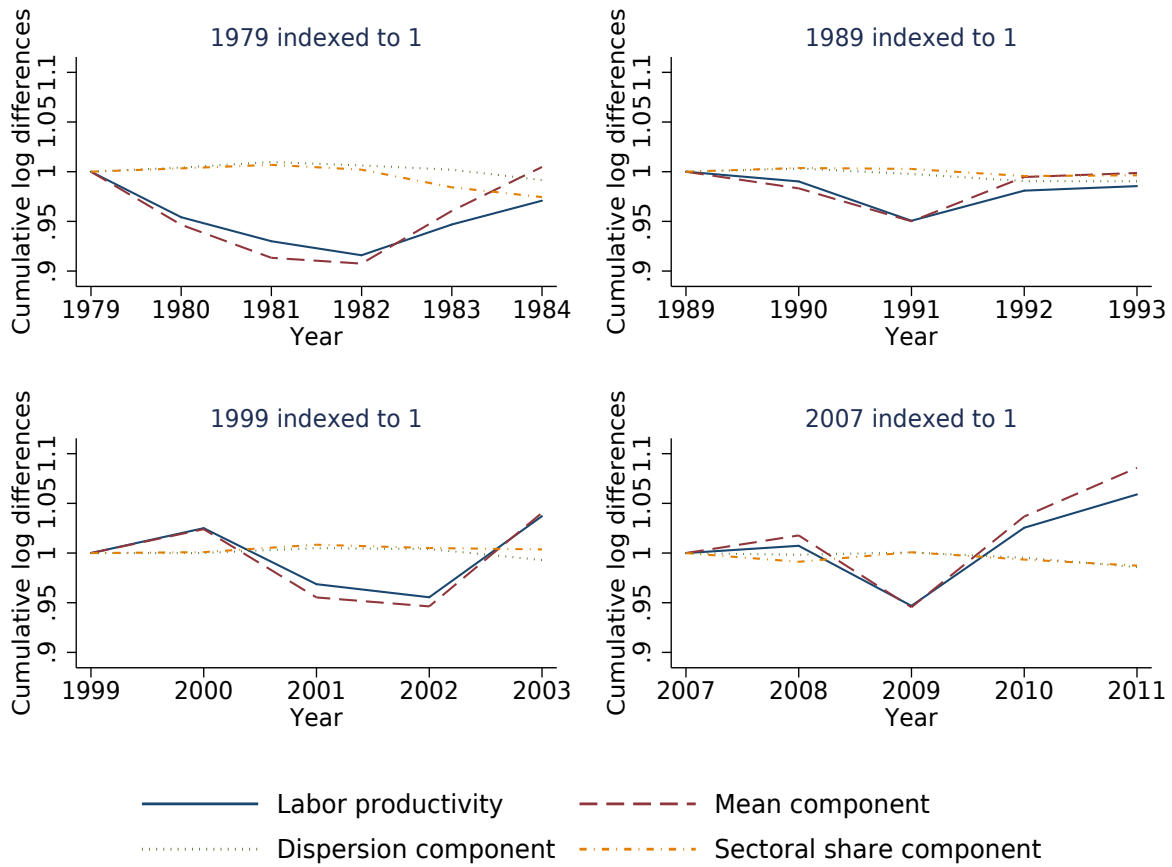 1979 indexed to 1
Cumulative log differences
1.1
1.05
1
.95
.9
1979 1980 1981 1982 1983 1984
Year
1989 indexed to 1
Cumulative log differences
1.1
1.05
1
.95
.9
1989 1990 1991 1992 1993
Year
1999 indexed to 1
Cumulative log differences
1.1
1.05
1
.95
.9
1999 2000 2001 2002 2003
Year
2007 indexed to 1
Cumulative log differences
1.1
1.05
1
.95
.9
2007 2008 2009 2010 2011
Year
Labor productivity Mean component
Dispersion component Sectoral share component